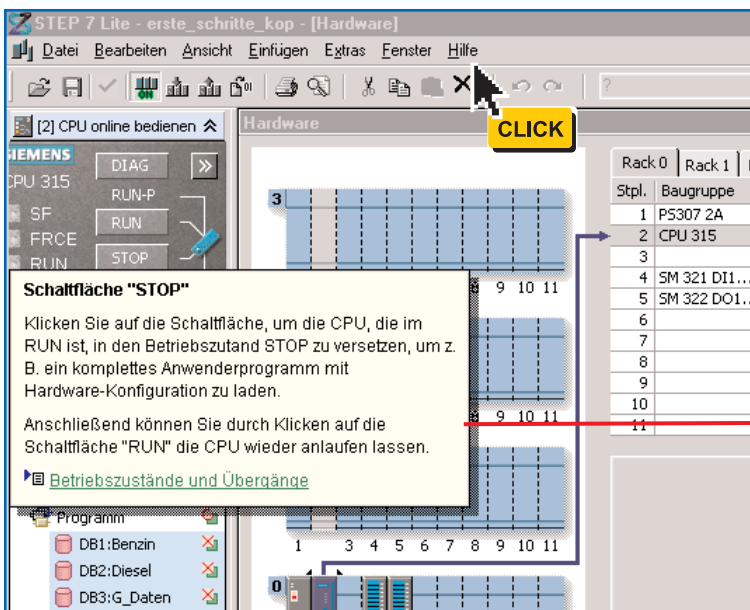 STEP 7 Lite - erste_schritte_kop - [Hardware]
Datei Bearbeiten Ansicht Einfügen Extras Fenster Hilfe
ON
?
[2] CPU online bedienen
Hardware
CLICK
SIEMENS
CPU 315
DIAG
RUN-P
SF
RUN
FRCE
STOP
RUN
Schaltfläche "STOP"
Klicken Sie auf die Schaltfläche, um die CPU, die im
RUN ist, in den Betriebszutand STOP zu versetzen, um z.
B. ein komplettes Anwenderprogramm mit
Hardware-Konfiguration zu laden.
Anschließend können Sie durch Klicken auf die
Schaltfläche "RUN" die CPU wieder anlaufen lassen.
Betriebszustände und Übergänge
Programm
DB1:Benzin
DB2:Diesel
DB3:G_Daten
3
9 10 11
9 10 11
1 3 4 5 6 7 8 9 10 11
0
Rack 0 Rack 1
Stpl. Baugruppe
1 PS307 2A
2 CPU 315
3
4 SM 321 DI1...
5 SM 322 DO1...
6
7
8
9
10
11